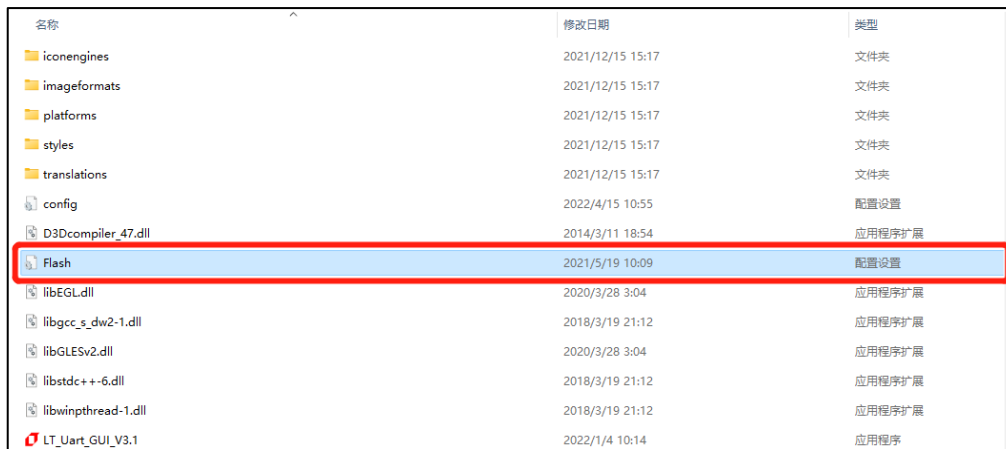 名称 修改日期 类型
iconengines 2021/12/15 15:17 文件夹
imageformats 2021/12/15 15:17 文件夹
platforms 2021/12/15 15:17 文件夹
styles 2021/12/15 15:17 文件夹
translations 2021/12/15 15:17 文件夹
config 2022/4/15 10:55 配置设置
D3Dcompiler_47.dll 2014/3/11 18:54 应用程序扩展
Flash 2021/5/19 10:09 配置设置
libEGL.dll 2020/3/28 3:04 应用程序扩展
libgcc_s_dw2-1.dll 2018/3/19 21:12 应用程序扩展
libGLESv2.dll 2020/3/28 3:04 应用程序扩展
libstdc++-6.dll 2018/3/19 21:12 应用程序扩展
libwinpthread-1.dll 2018/3/19 21:12 应用程序扩展
LT_Uart_GUI_V3.1 2022/1/4 10:14 应用程序